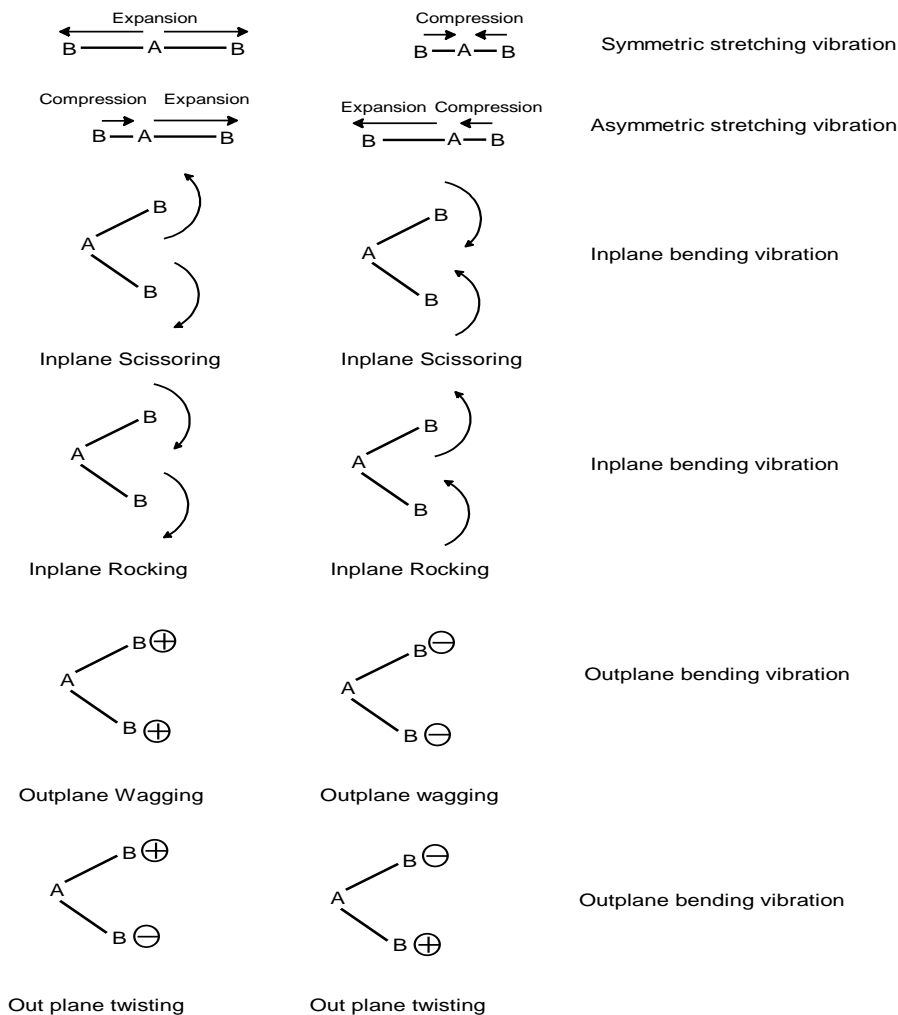 Expansion Compression
B A B B A B Symmetric stretching vibration
Compression Expansion Expansion Compression
B A B B A B Asymmetric stretching vibration
B B
A A Inplane bending vibration
B B
Inplane Scissoring Inplane Scissoring
B B
A A Inplane bending vibration
B B
Inplane Rocking Inplane Rocking
B + B −
A A Outplane bending vibration
B + B −
Outplane Wagging Outplane wagging
B + B −
A A Outplane bending vibration
B − B +
Out plane twisting Out plane twisting